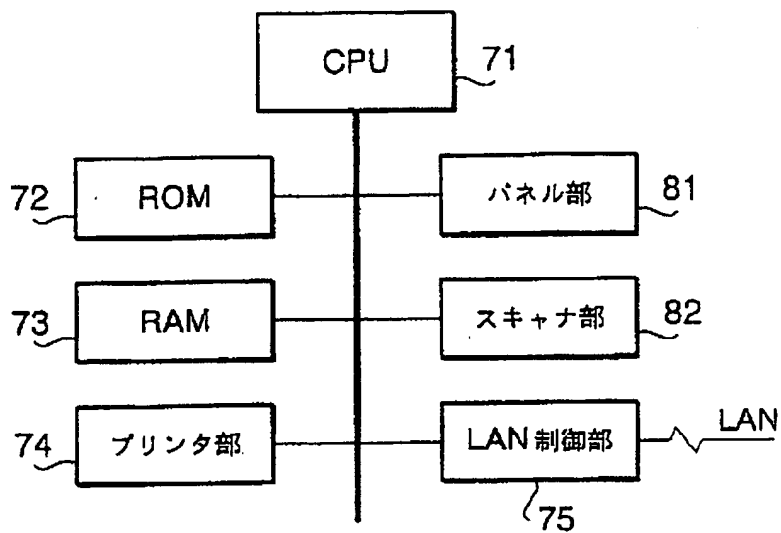 CPU
71
72
ROM
パネル部
81
73
RAM
スキャナ部
82
74
プリンタ部
LAN 制御部
LAN
75